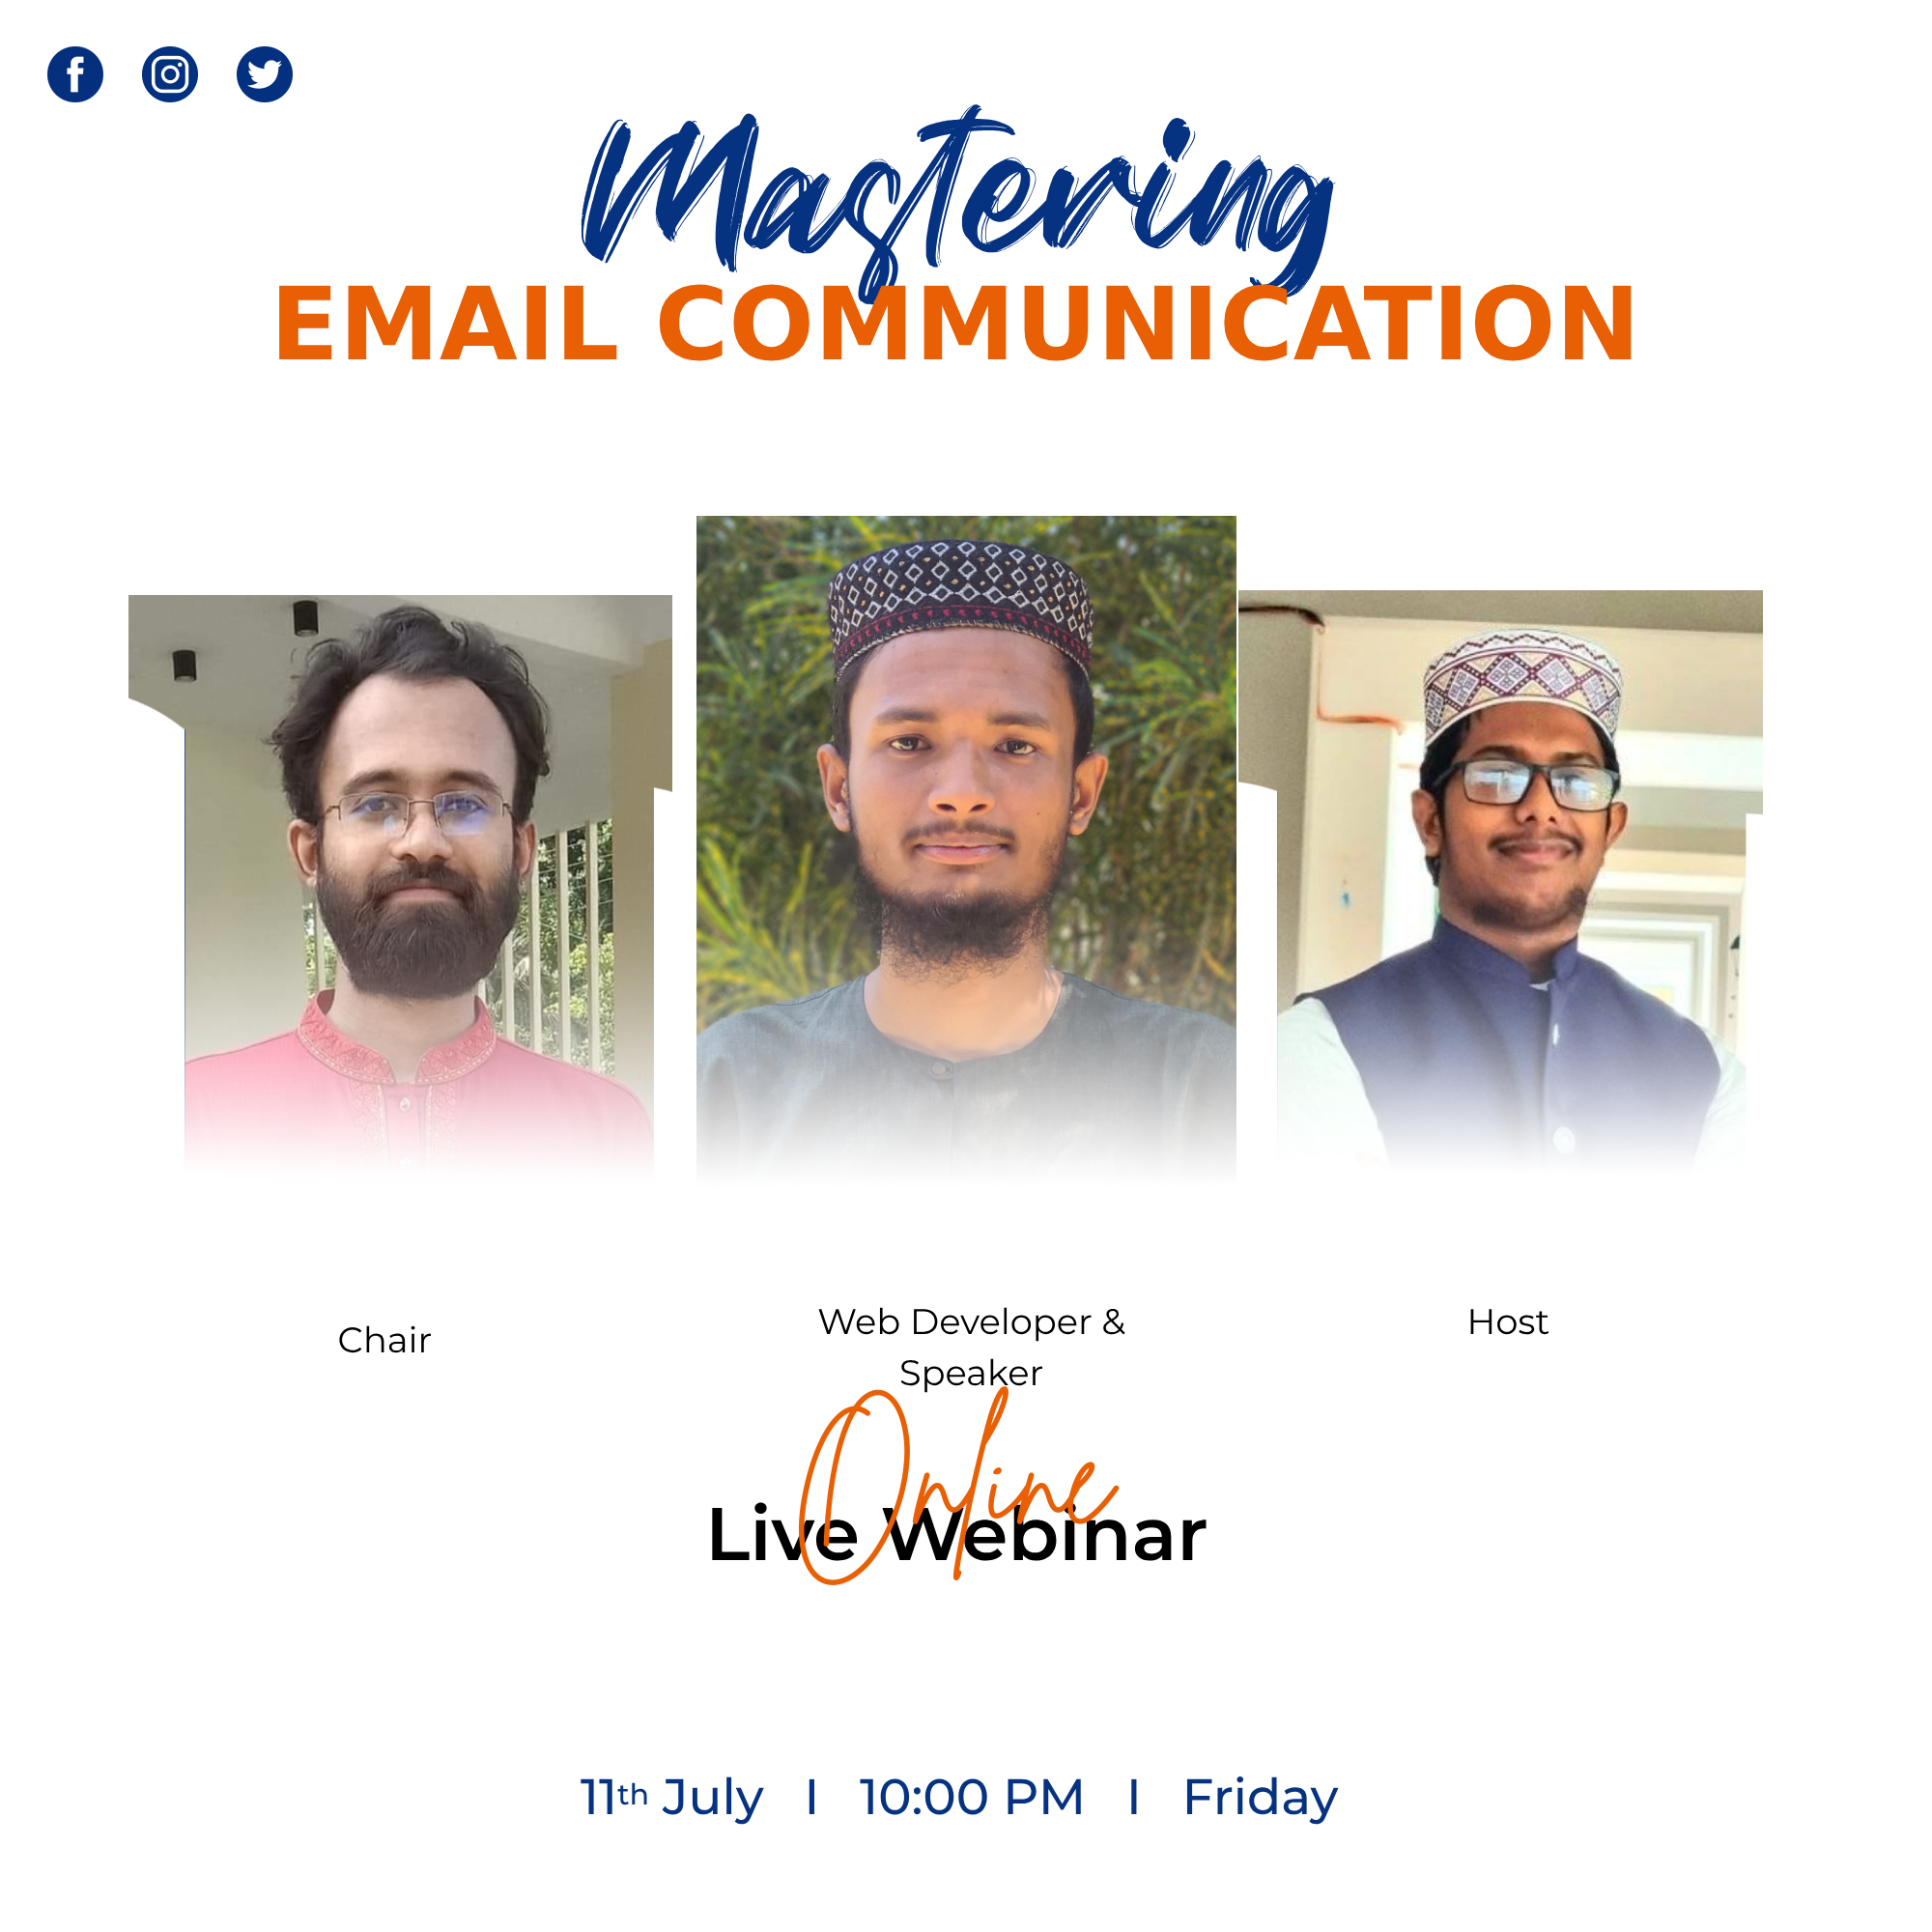 Mastering
EMAIL COMMUNICATION
Chair
Web Developer &
Speaker
Host
Online
Live Webinar
11th July I 10:00 PM I Friday